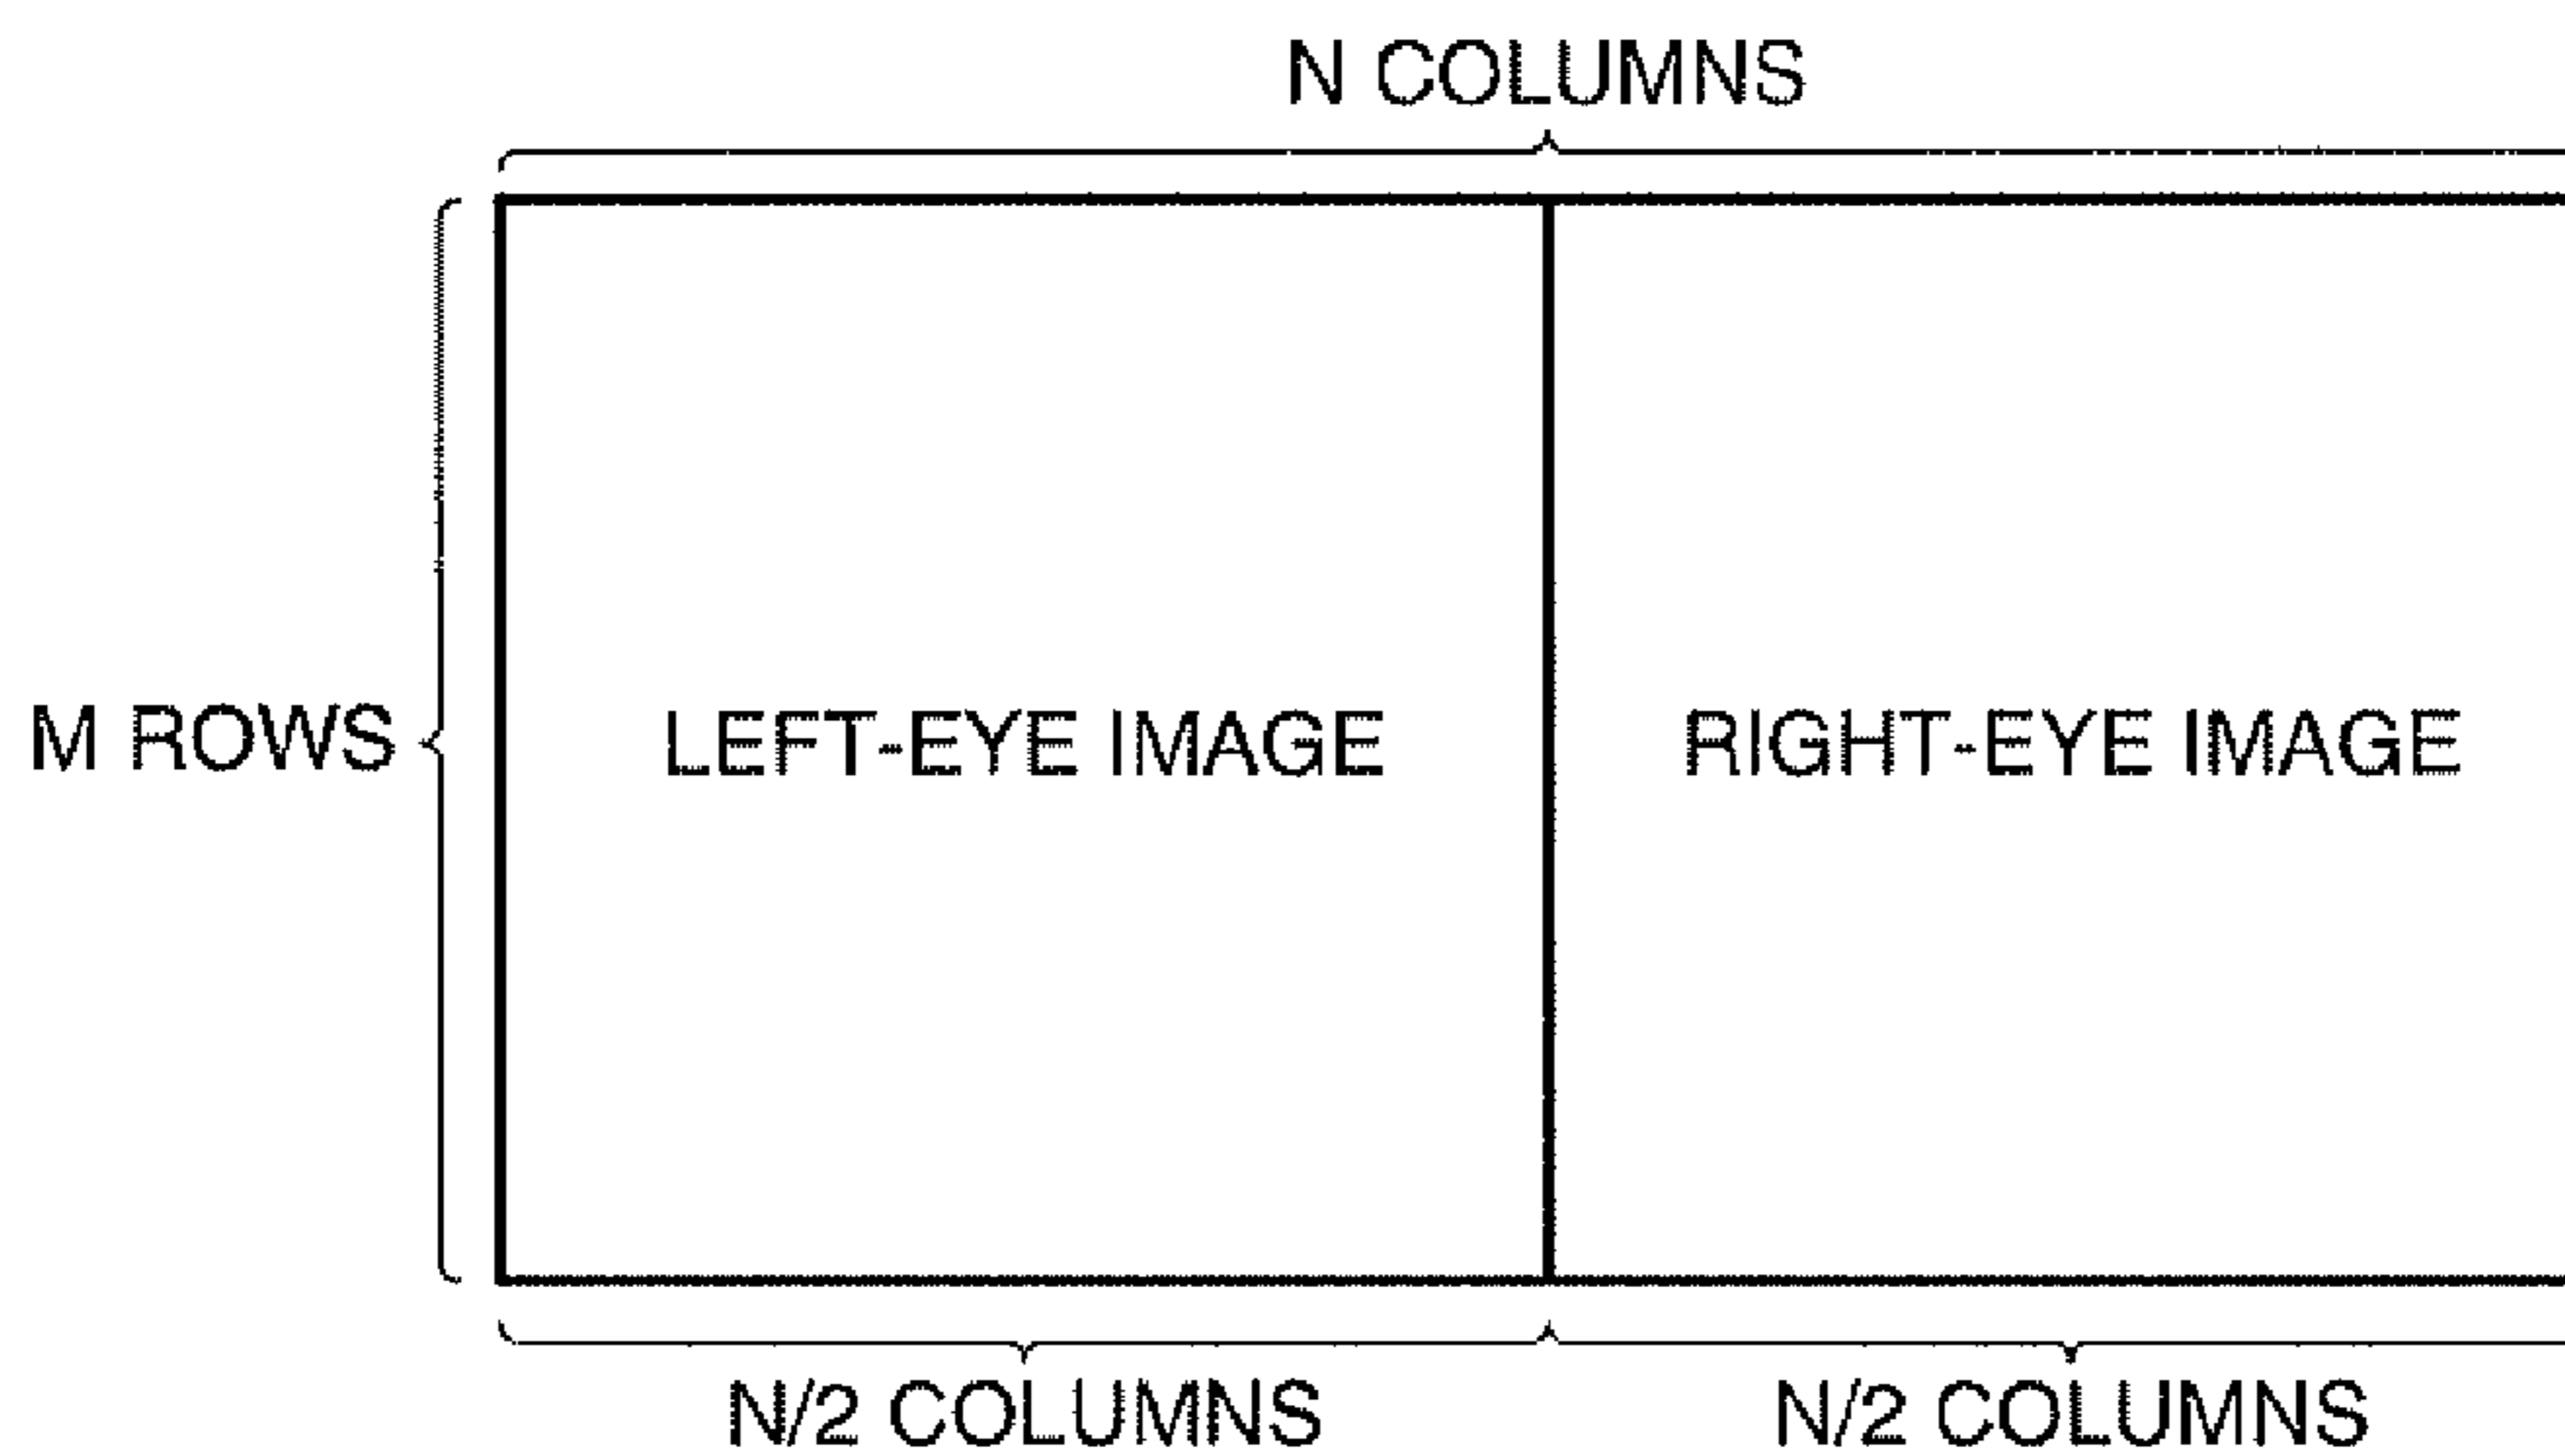 N COLUMNS
M ROWS
LEFT-EYE IMAGE
RIGHT-EYE IMAGE
N/2 COLUMNS
N/2 COLUMNS